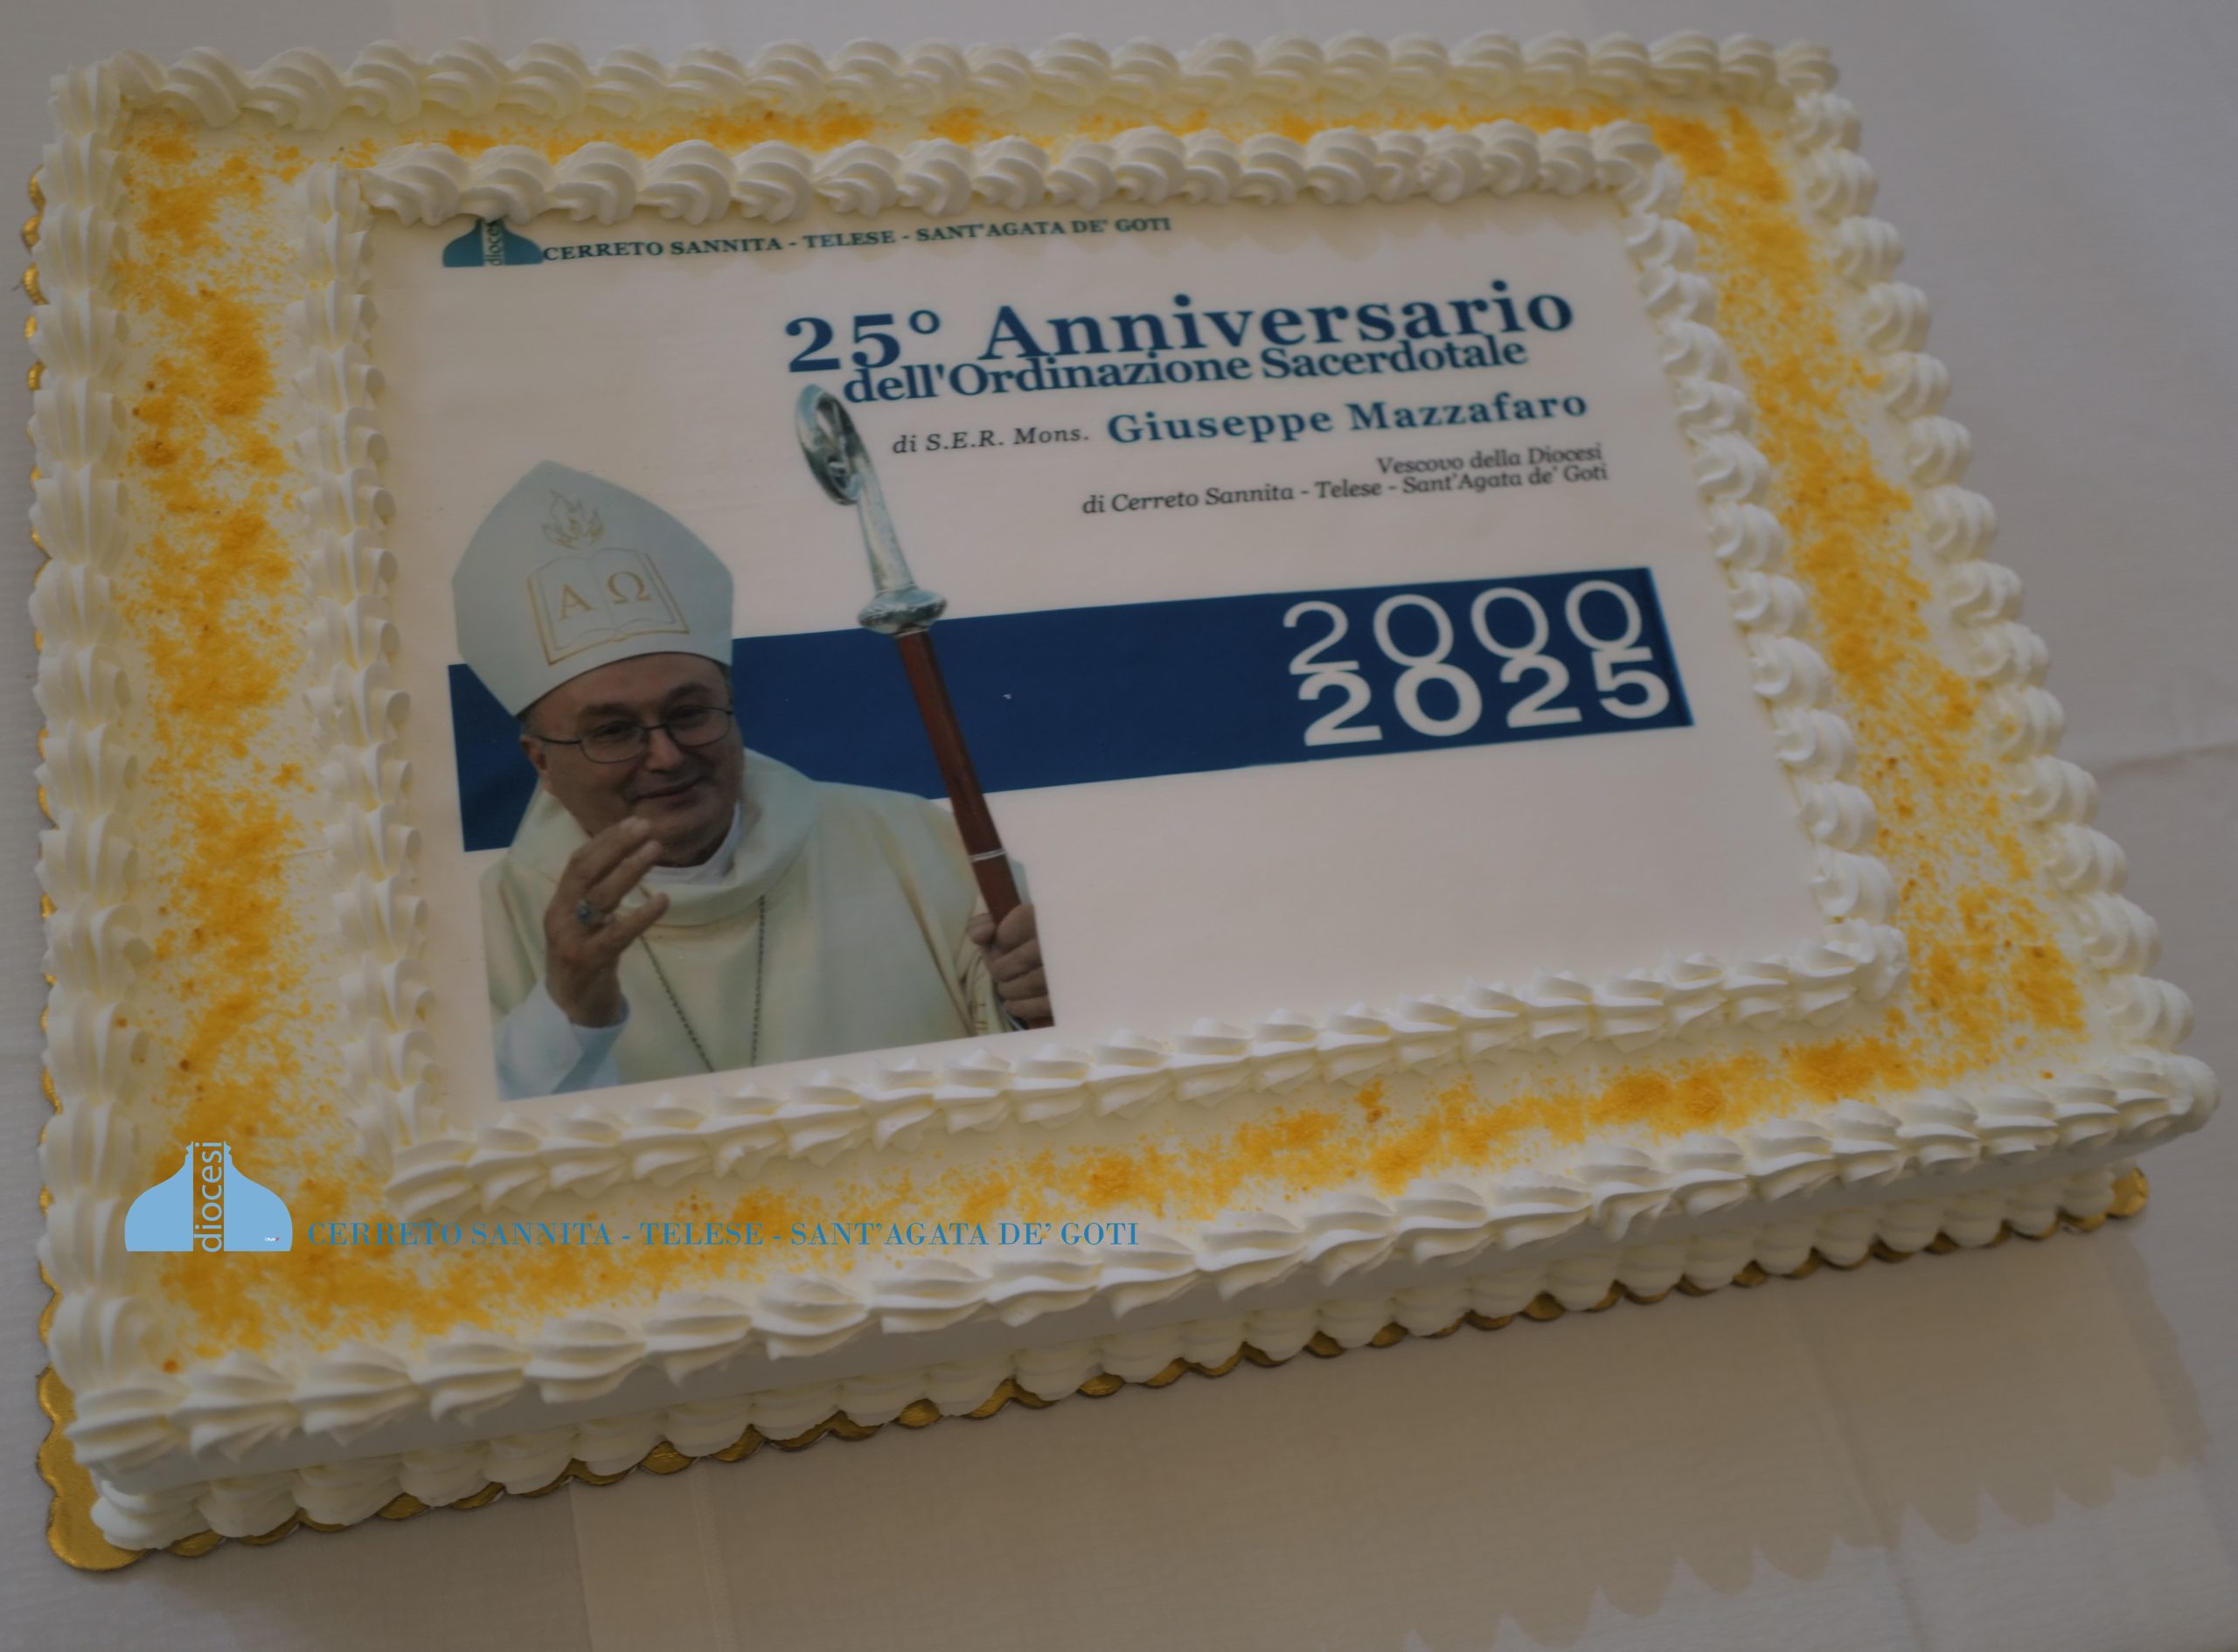 diocesi
CERRETO SANNITA - TELESE - SANT'AGATA DE' GOTI
25° Anniversario
dell'Ordinazione Sacerdotale
di S.E.R. Mons. Giuseppe Mazzafaro
Vescovo della Diocesi
di Cerreto Sannita - Telese - Sant'Agata de' Goti
Α Ω
2000
2025
diocesi
CERRETO SANNITA - TELESE - SANT'AGATA DE' GOTI